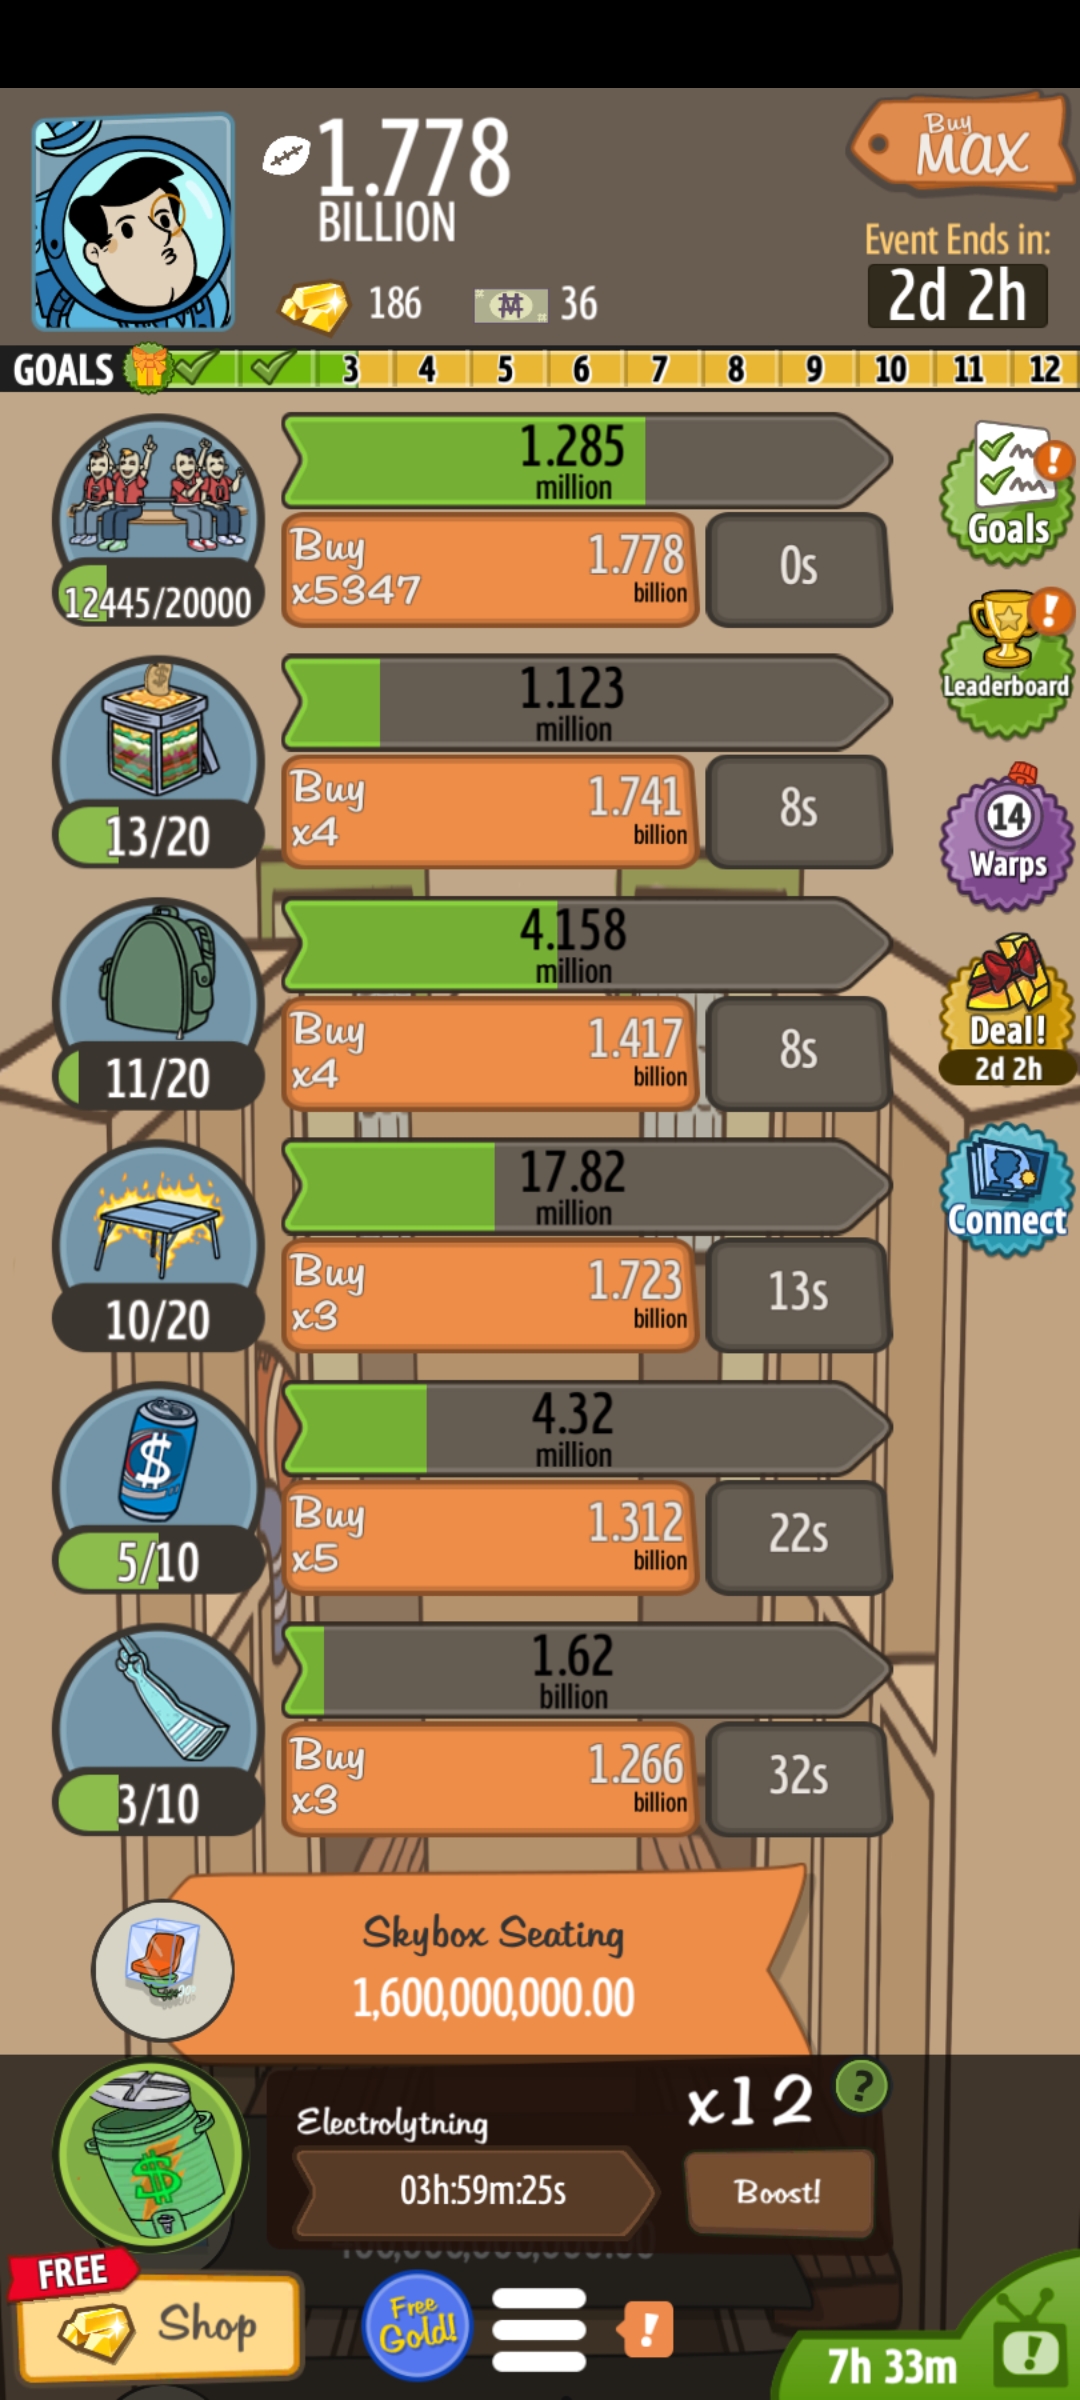 1.778
BILLION
Buy
MAX
186
36
Event Ends in:
2d 2h
GOALS 3 4 5 6 7 8 9 10 11 12
1.285
million
Buy
x5347
1.778
billion
0s
12445/20000
Goals
1.123
million
Leaderboard
Buy
x4
1.741
billion
8s
13/20
14
Warps
4.158
million
Buy
x4
1.417
billion
8s
11/20
Deal!
2d 2h
17.82
million
Buy
x3
1.723
billion
13s
10/20
Connect
4.32
million
Buy
x5
1.312
billion
22s
5/10
1.62
billion
Buy
x3
1.266
billion
32s
3/10
Skybox Seating
1,600,000,000.00
Electrolytning
x12
?
03h:59m:25s
Boost!
FREE
Shop
Free
Gold!
!
7h 33m
!